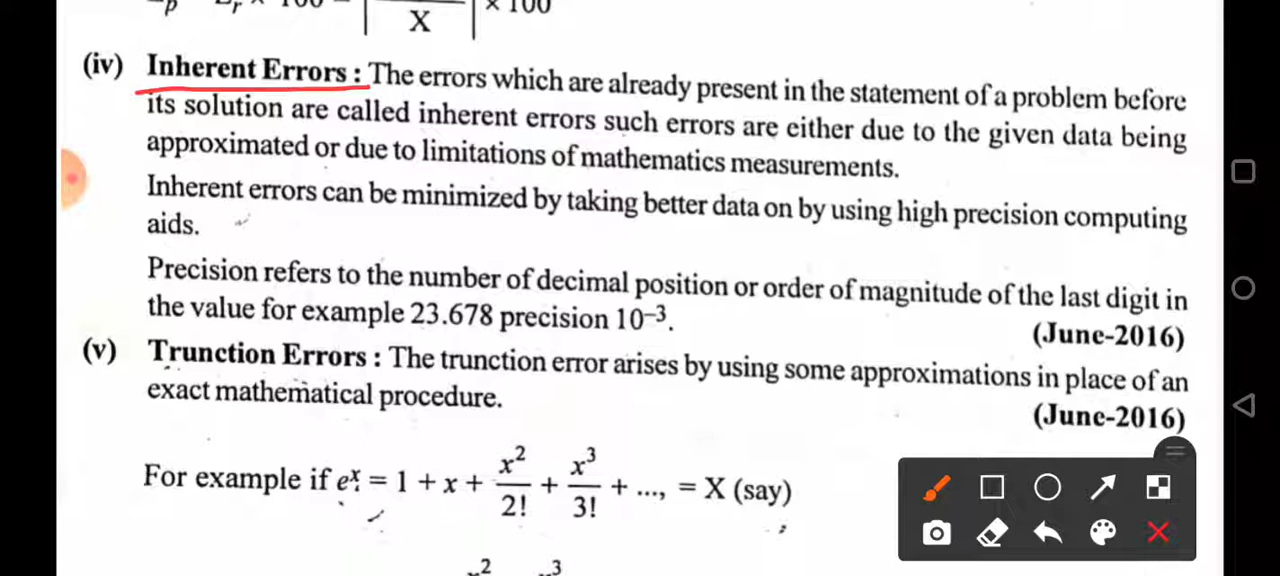 X
× 100
(iv) Inherent Errors : The errors which are already present in the statement of a problem before
its solution are called inherent errors such errors are either due to the given data being
approximated or due to limitations of mathematics measurements.
Inherent errors can be minimized by taking better data on by using high precision computing
aids.
Precision refers to the number of decimal position or order of magnitude of the last digit in
the value for example 23.678 precision 10⁻³.
(June-2016)
(v) Trunction Errors : The trunction error arises by using some approximations in place of an
exact mathematical procedure.
(June-2016)
For example if eˣ = 1 + x + x²/2! + x³/3! + ..., = X (say)